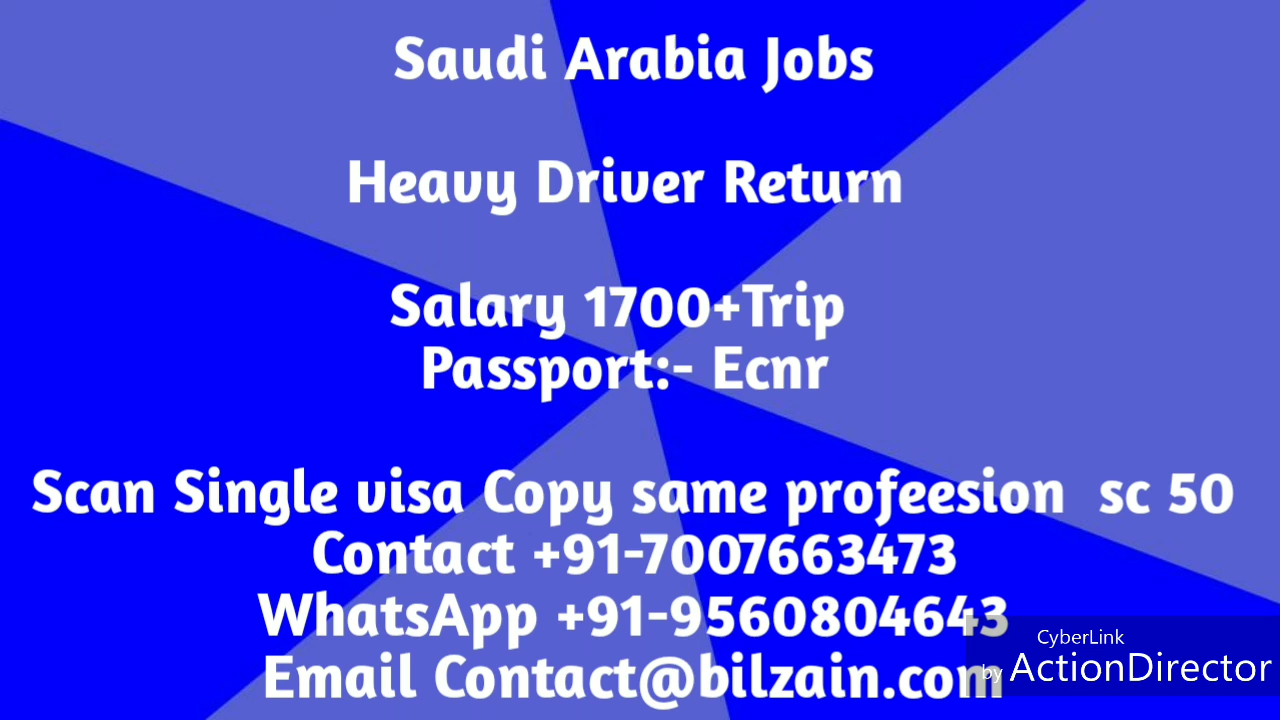 Saudi Arabia Jobs
Heavy Driver Return
Salary 1700+Trip
Passport:- Ecnr
Scan Single visa Copy same profeesion sc 50
Contact +91-7007663473
WhatsApp +91-9560804643
Email Contact@bilzain.com
CyberLink
by ActionDirector